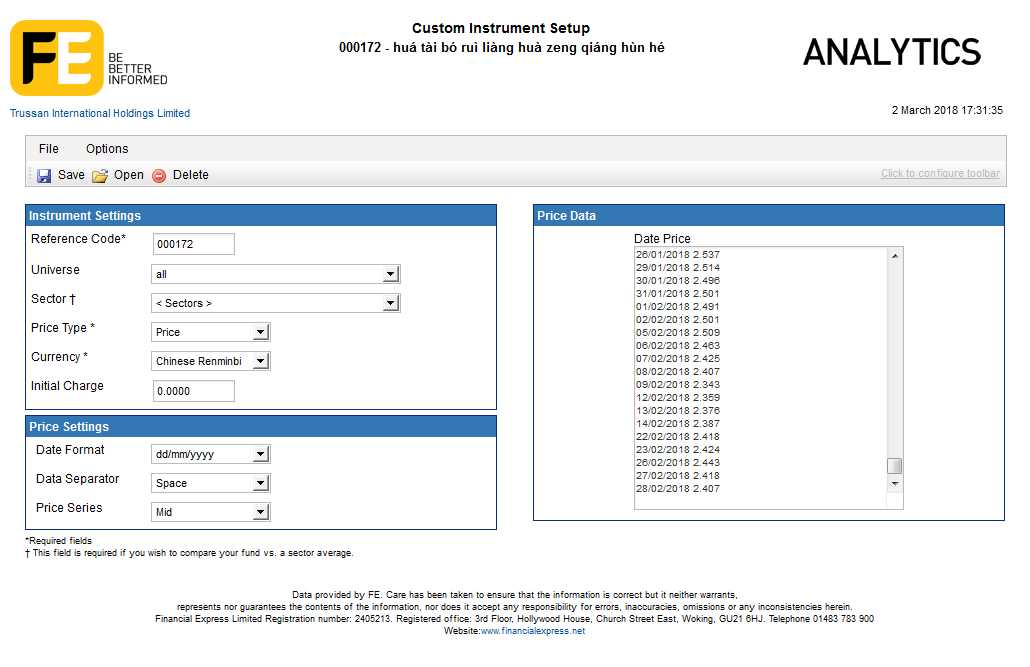 FE
BE
BETTER
INFORMED
Custom Instrument Setup
000172 - huá tài bó ruì liàng huà zeng qiáng hùn hé
ANALYTICS
Trussan International Holdings Limited
2 March 2018 17:31:35
File Options
Save Open Delete
Click to configure toolbar
Instrument Settings
Reference Code* 000172
Universe all
Sector † < Sectors >
Price Type * Price
Currency * Chinese Renminbi
Initial Charge 0.0000
Price Settings
Date Format dd/mm/yyyy
Data Separator Space
Price Series Mid
Price Data
Date Price
26/01/2018 2.537
29/01/2018 2.514
30/01/2018 2.496
31/01/2018 2.501
01/02/2018 2.491
02/02/2018 2.501
05/02/2018 2.509
06/02/2018 2.463
07/02/2018 2.425
08/02/2018 2.407
09/02/2018 2.343
12/02/2018 2.359
13/02/2018 2.376
14/02/2018 2.387
22/02/2018 2.418
23/02/2018 2.424
26/02/2018 2.443
27/02/2018 2.418
28/02/2018 2.407
*Required fields
† This field is required if you wish to compare your fund vs. a sector average.
Data provided by FE. Care has been taken to ensure that the information is correct but it neither warrants,
represents nor guarantees the contents of the information, nor does it accept any responsibility for errors, inaccuracies, omissions or any inconsistencies herein.
Financial Express Limited Registration number: 2405213. Registered office: 3rd Floor, Hollywood House, Church Street East, Woking, GU21 6HJ. Telephone 01483 783 900
Website:www.financialexpress.net